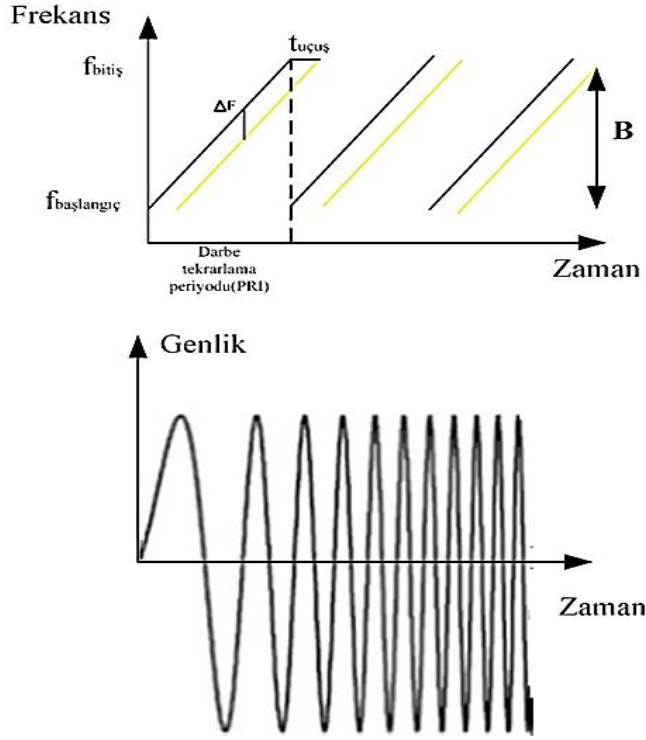 Frekans
tuçuş
fbitiş
ΔF
B
fbaşlangıç
Darbe
tekrarlama
periyodu(PRI)
Zaman
Genlik
Zaman